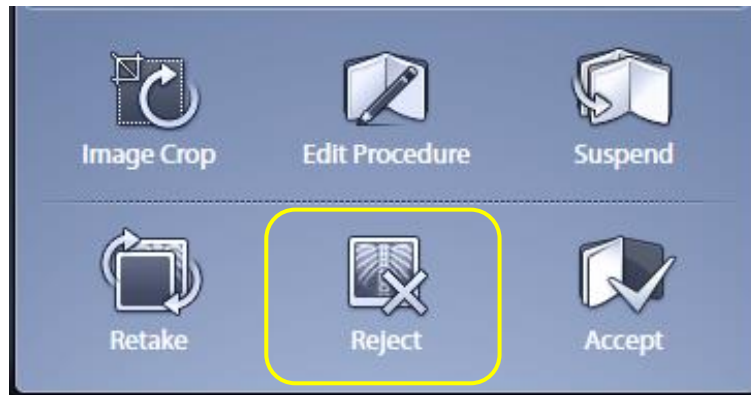 Image Crop
Edit Procedure
Suspend
Retake
Reject
Accept